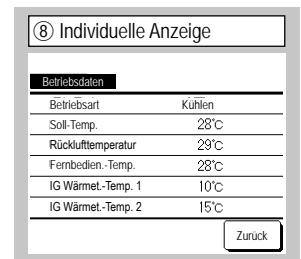 ⑧ Individuelle Anzeige
Betriebsdaten
Betriebsart Kühlen
Soll-Temp. 28°C
Rücklufttemperatur 29°C
Fernbedien.-Temp. 28°C
IG Wärmet.-Temp. 1 10°C
IG Wärmet.-Temp. 2 15°C
Zurück